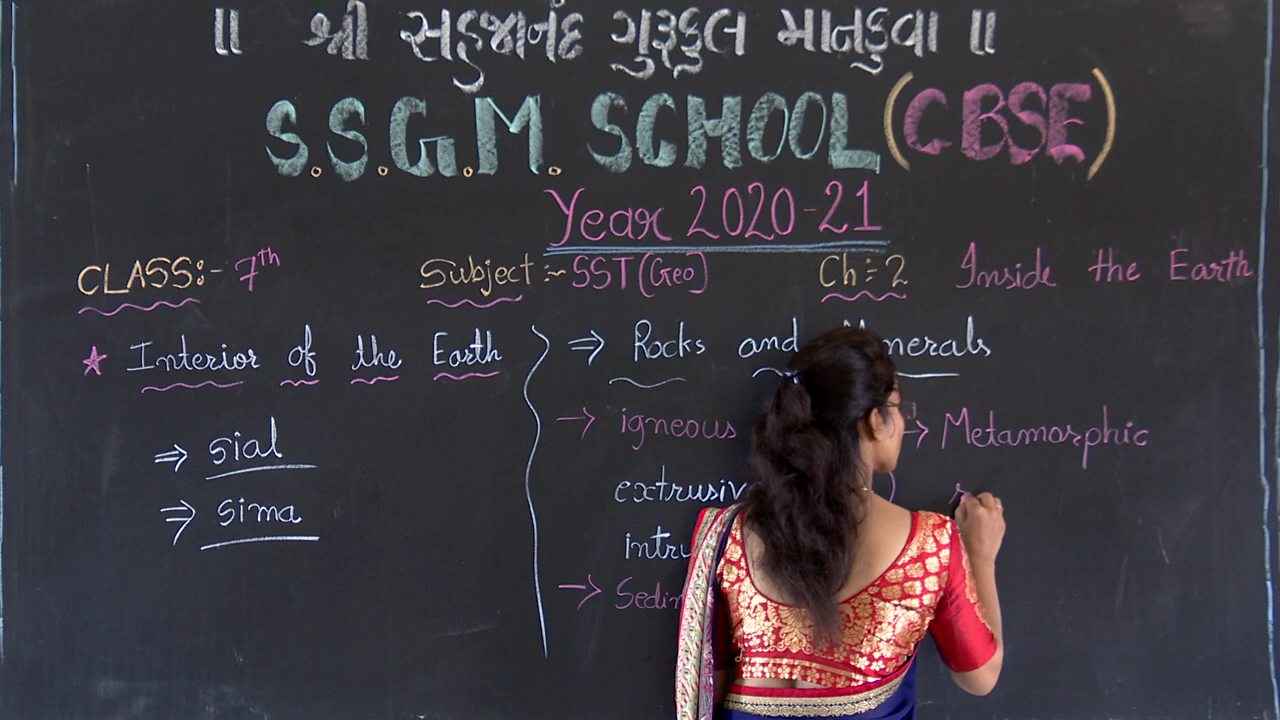 ॥ શ્રી સહજાનંદ ગુરૂકુલ માનકુવા ॥
S.S.G.M. SCHOOL (CBSE)
Year 2020-21
CLASS:- 7th Subject :- SST(Geo) Ch:- 2 Inside the Earth
★ Interior of the Earth
⇒ sial
⇒ sima
⇒ Rocks and
→ igneous
→ Metamorphic